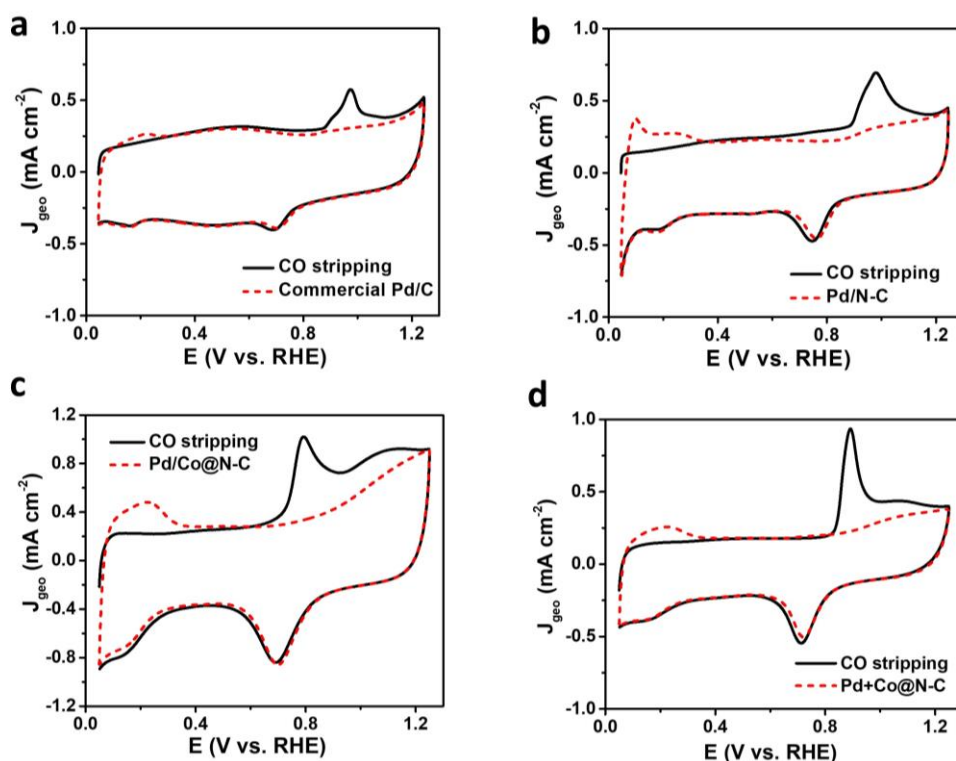 a
1.0
0.5
0.0
-0.5
-1.0
J geo (mA cm-2)
CO stripping
Commercial Pd/C
0.0 0.4 0.8 1.2
E (V vs. RHE)
b
1.0
0.5
0.0
-0.5
-1.0
J geo (mA cm-2)
CO stripping
Pd/N-C
0.0 0.4 0.8 1.2
E (V vs. RHE)
c
1.2
0.8
0.4
0.0
-0.4
-0.8
-1.2
J geo (mA cm-2)
CO stripping
Pd/Co@N-C
0.0 0.4 0.8 1.2
E (V vs. RHE)
d
1.0
0.5
0.0
-0.5
-1.0
J geo (mA cm-2)
CO stripping
Pd+Co@N-C
0.0 0.4 0.8 1.2
E (V vs. RHE)